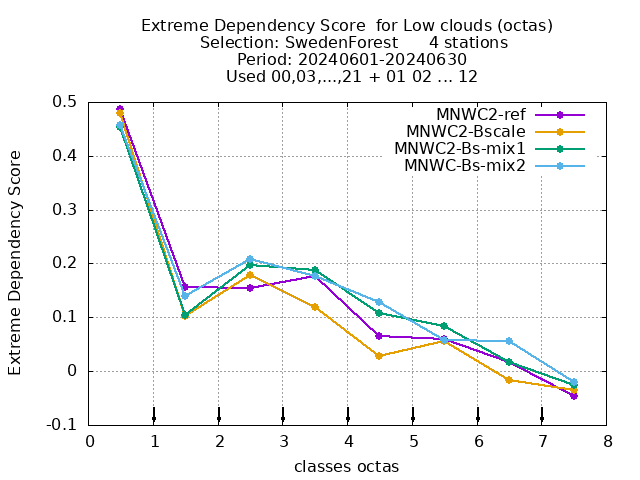 Extreme Dependency Score  for Low clouds (octas)
Selection: SwedenForest      4 stations
Period: 20240601-20240630
Used 00,03,...,21 + 01 02 ... 12
MNWC2-ref
MNWC2-Bscale
MNWC2-Bs-mix1
MNWC-Bs-mix2
Extreme Dependency Score
0.5
0.4
0.3
0.2
0.1
0
-0.1
0 1 2 3 4 5 6 7 8
classes octas